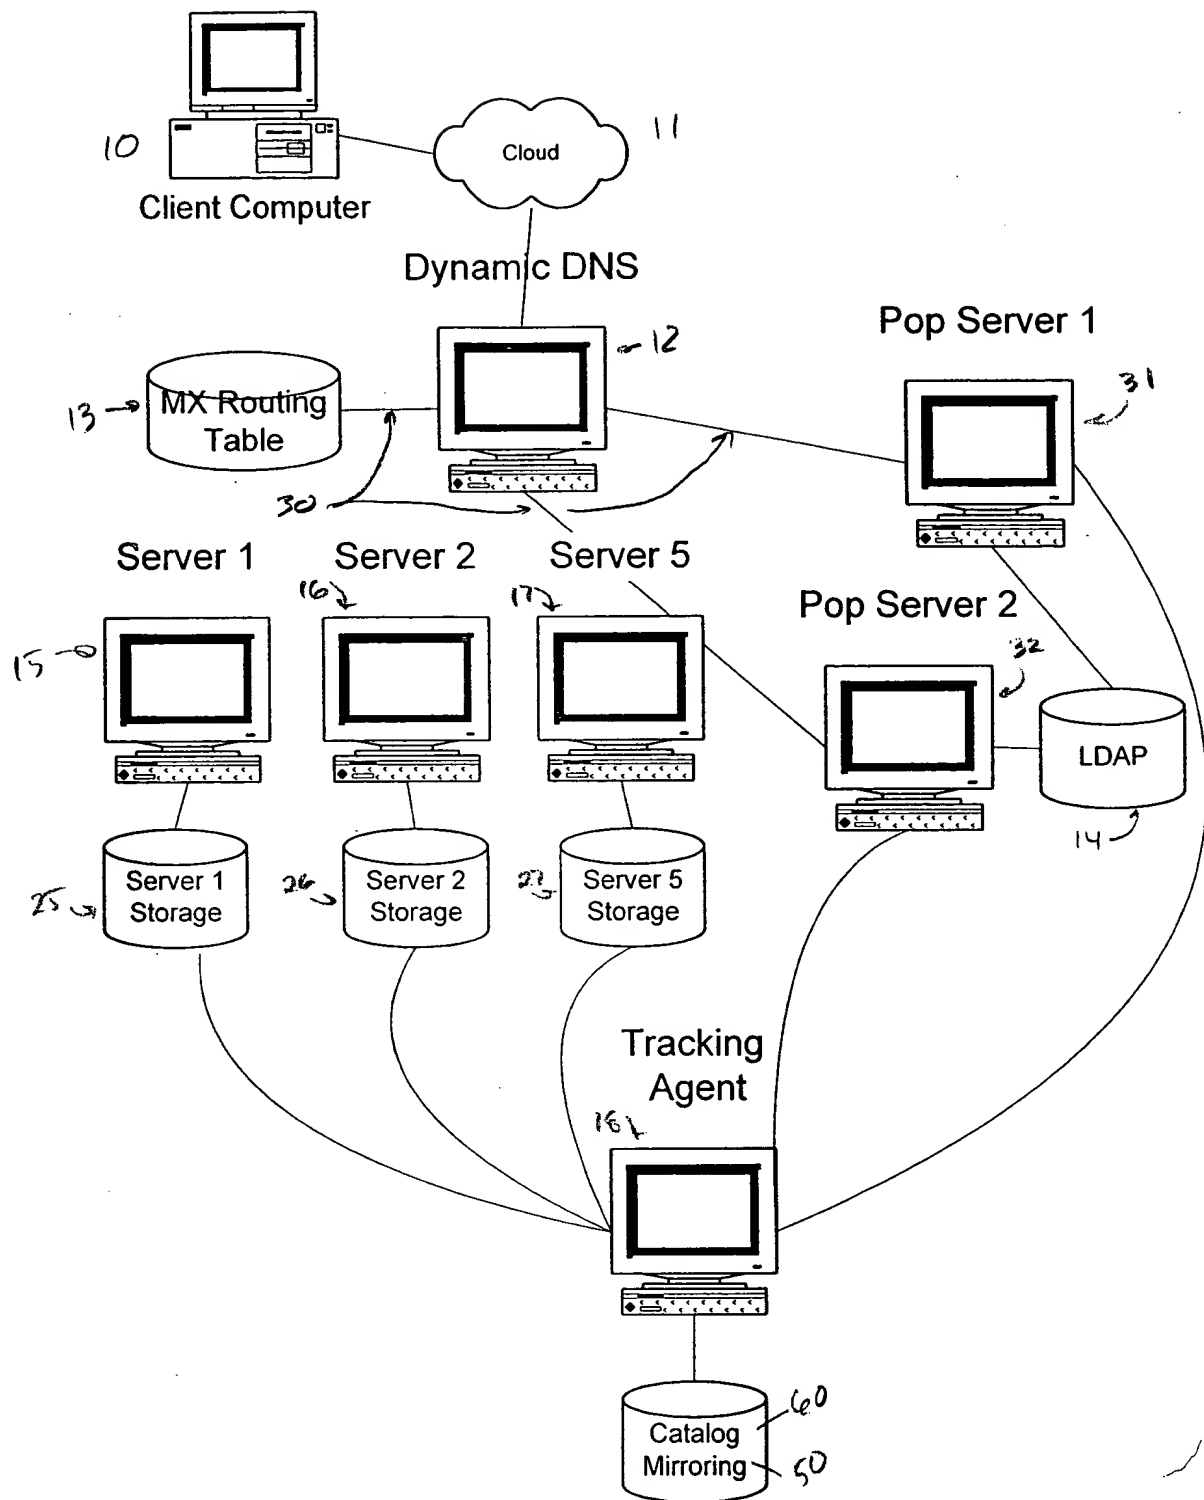 10
Client Computer
Cloud
11
Dynamic DNS
12
Pop Server 1
31
13
MX Routing
Table
30
Server 1
Server 2
Server 5
15
16
17
Pop Server 2
32
LDAP
14
25
Server 1
Storage
26
Server 2
Storage
27
Server 5
Storage
Tracking
Agent
18
Catalog
Mirroring
60
50